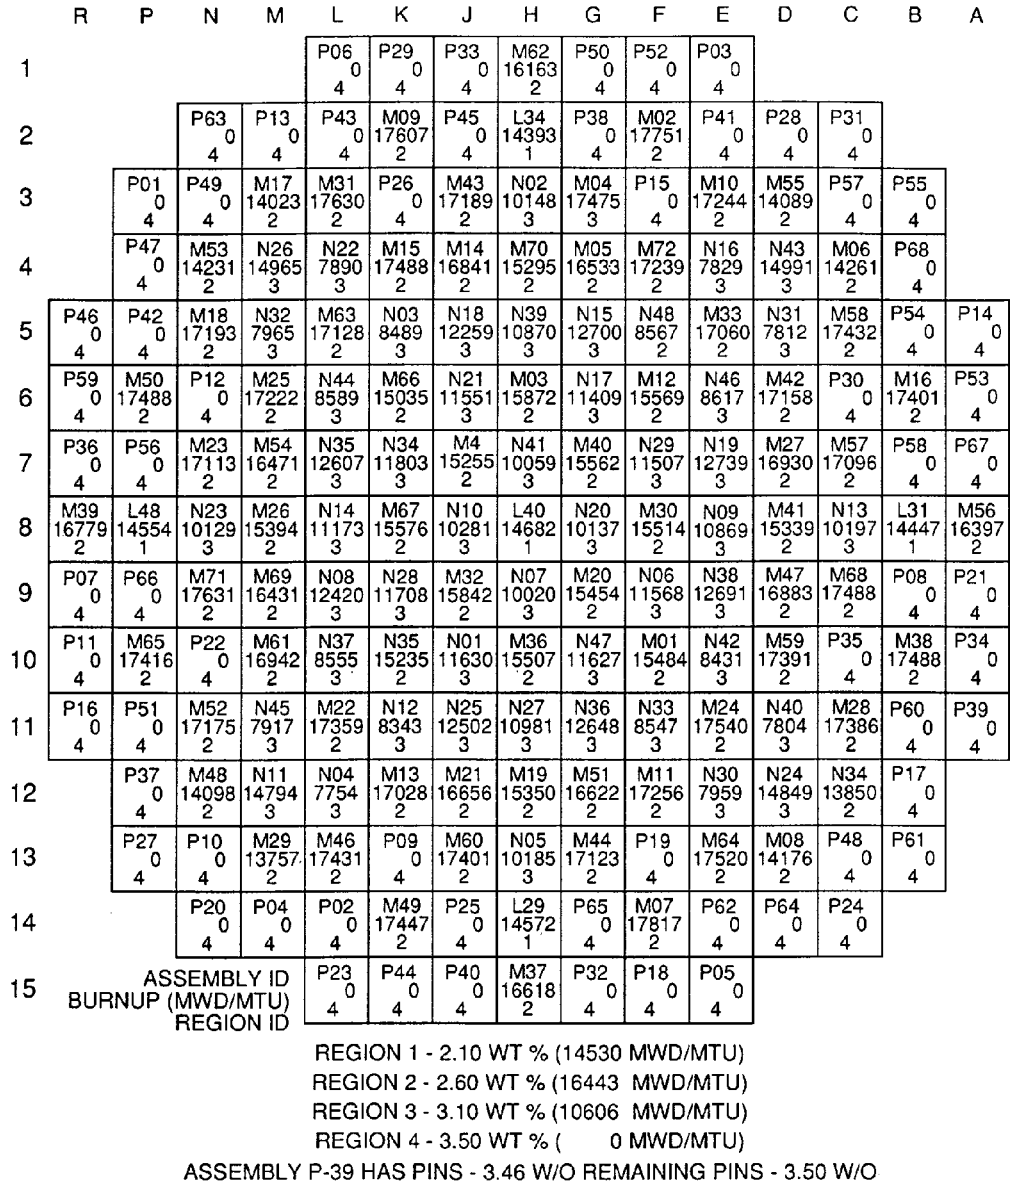 R P N M L K J H G F E D C B A
P06 P29 P33 M62 P50 P52 P03
1 0 0 0 16163 0 0 0
4 4 4 2 4 4 4
P63 P13 P43 M09 P45 L34 P38 M02 P41 P28 P31
2 0 0 0 17607 0 14393 0 17751 0 0 0
4 4 4 2 4 1 4 2 4 4 4
P01 P49 M17 M31 P26 M43 N02 M04 P15 M10 M55 P57 P55
3 0 0 14023 17630 0 17189 10148 17475 0 17244 14089 0 0
4 4 2 2 4 2 3 3 4 2 2 4 4
P47 M53 N26 N22 M15 M14 M70 M05 M72 N16 N43 M06 P68
4 0 14231 14965 7890 17488 16841 15295 16533 17239 7829 14991 14261 0
4 2 3 3 2 2 2 2 2 3 3 2 4
P46 P42 M18 N32 M63 N03 N18 N39 N15 N48 M33 N31 M58 P54 P14
5 0 0 17193 7965 17128 8489 12259 10870 12700 8567 17060 7812 17432 0 0
4 4 2 3 2 3 3 3 3 2 2 3 2 4 4
P59 M50 P12 M25 N44 M66 N21 M03 N17 M12 N46 M42 P30 M16 P53
6 0 17488 0 17222 8589 15035 11551 15872 11409 15569 8617 17158 0 17401 0
4 2 4 2 3 2 3 2 3 2 3 2 4 2 4
P36 P56 M23 M54 N35 N34 M4 N41 M40 N29 N19 M27 M57 P58 P67
7 0 0 17113 16471 12607 11803 15255 10059 15562 11507 12739 16930 17096 0 0
4 4 2 2 3 3 2 3 2 3 3 2 2 4 4
M39 L48 N23 M26 N14 M67 N10 L40 N20 M30 N09 M41 N13 L31 M56
8 16779 14554 10129 15394 11173 15576 10281 14682 10137 15514 10869 15339 10197 14447 16397
2 1 3 2 3 2 3 1 3 2 3 2 3 1 2
P07 P66 M71 M69 N08 N28 M32 N07 M20 N06 N38 M47 M68 P08 P21
9 0 0 17631 16431 12420 11708 15842 10020 15454 11568 12691 16883 17488 0 0
4 4 2 2 3 3 2 3 2 3 3 2 2 4 4
P11 M65 P22 M61 N37 N35 N01 M36 N47 M01 N42 M59 P35 M38 P34
10 0 17416 0 16942 8555 15235 11630 15507 11627 15484 8431 17391 0 17488 0
4 2 4 2 3 2 3 2 3 2 3 2 4 2 4
P16 P51 M52 N45 M22 N12 N25 N27 N36 N33 M24 N40 M28 P60 P39
11 0 0 17175 7917 17359 8343 12502 10981 12648 8547 17540 7804 17386 0 0
4 4 2 3 2 3 3 3 3 3 2 3 2 4 4
P37 M48 N11 N04 M13 M21 M19 M51 M11 N30 N24 N34 P17
12 0 14098 14794 7754 17028 16656 15350 16622 17256 7959 14849 13850 0
4 2 3 3 2 2 2 2 2 3 3 2 4
P27 P10 M29 M46 P09 M60 N05 M44 P19 M64 M08 P48 P61
13 0 0 13757 17431 0 17401 10185 17123 0 17520 14176 0 0
4 4 2 2 4 2 3 2 4 2 2 4 4
P20 P04 P02 M49 P25 L29 P65 M07 P62 P64 P24
14 0 0 0 17447 0 14572 0 17817 0 0 0
4 4 4 2 4 1 4 2 4 4 4
P23 P44 P40 M37 P32 P18 P05
15 0 0 0 16618 0 0 0
4 4 4 2 4 4 4
ASSEMBLY ID
BURNUP (MWD/MTU)
REGION ID
REGION 1 - 2.10 WT % (14530 MWD/MTU)
REGION 2 - 2.60 WT % (16443 MWD/MTU)
REGION 3 - 3.10 WT % (10606 MWD/MTU)
REGION 4 - 3.50 WT % ( 0 MWD/MTU)
ASSEMBLY P-39 HAS PINS - 3.46 W/O REMAINING PINS - 3.50 W/O